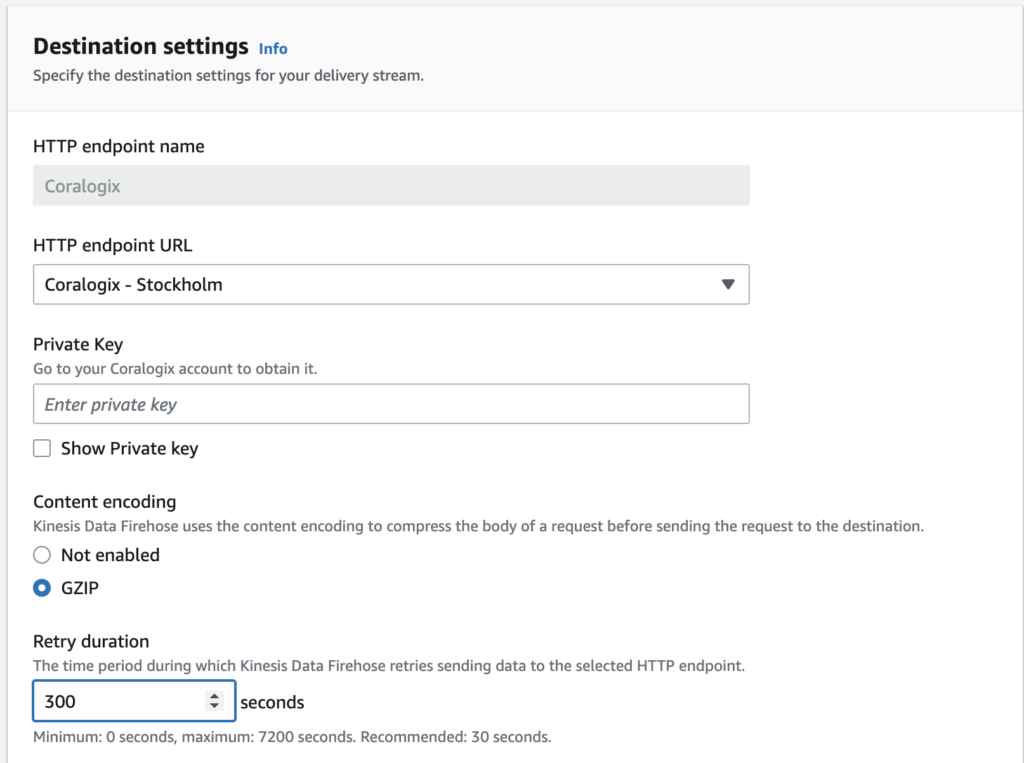 Destination settings Info
Specify the destination settings for your delivery stream.
HTTP endpoint name
Coralogix
HTTP endpoint URL
Coralogix - Stockholm
Private Key
Go to your Coralogix account to obtain it.
Enter private key
Show Private key
Content encoding
Kinesis Data Firehose uses the content encoding to compress the body of a request before sending the request to the destination.
Not enabled
GZIP
Retry duration
The time period during which Kinesis Data Firehose retries sending data to the selected HTTP endpoint.
300 seconds
Minimum: 0 seconds, maximum: 7200 seconds. Recommended: 30 seconds.